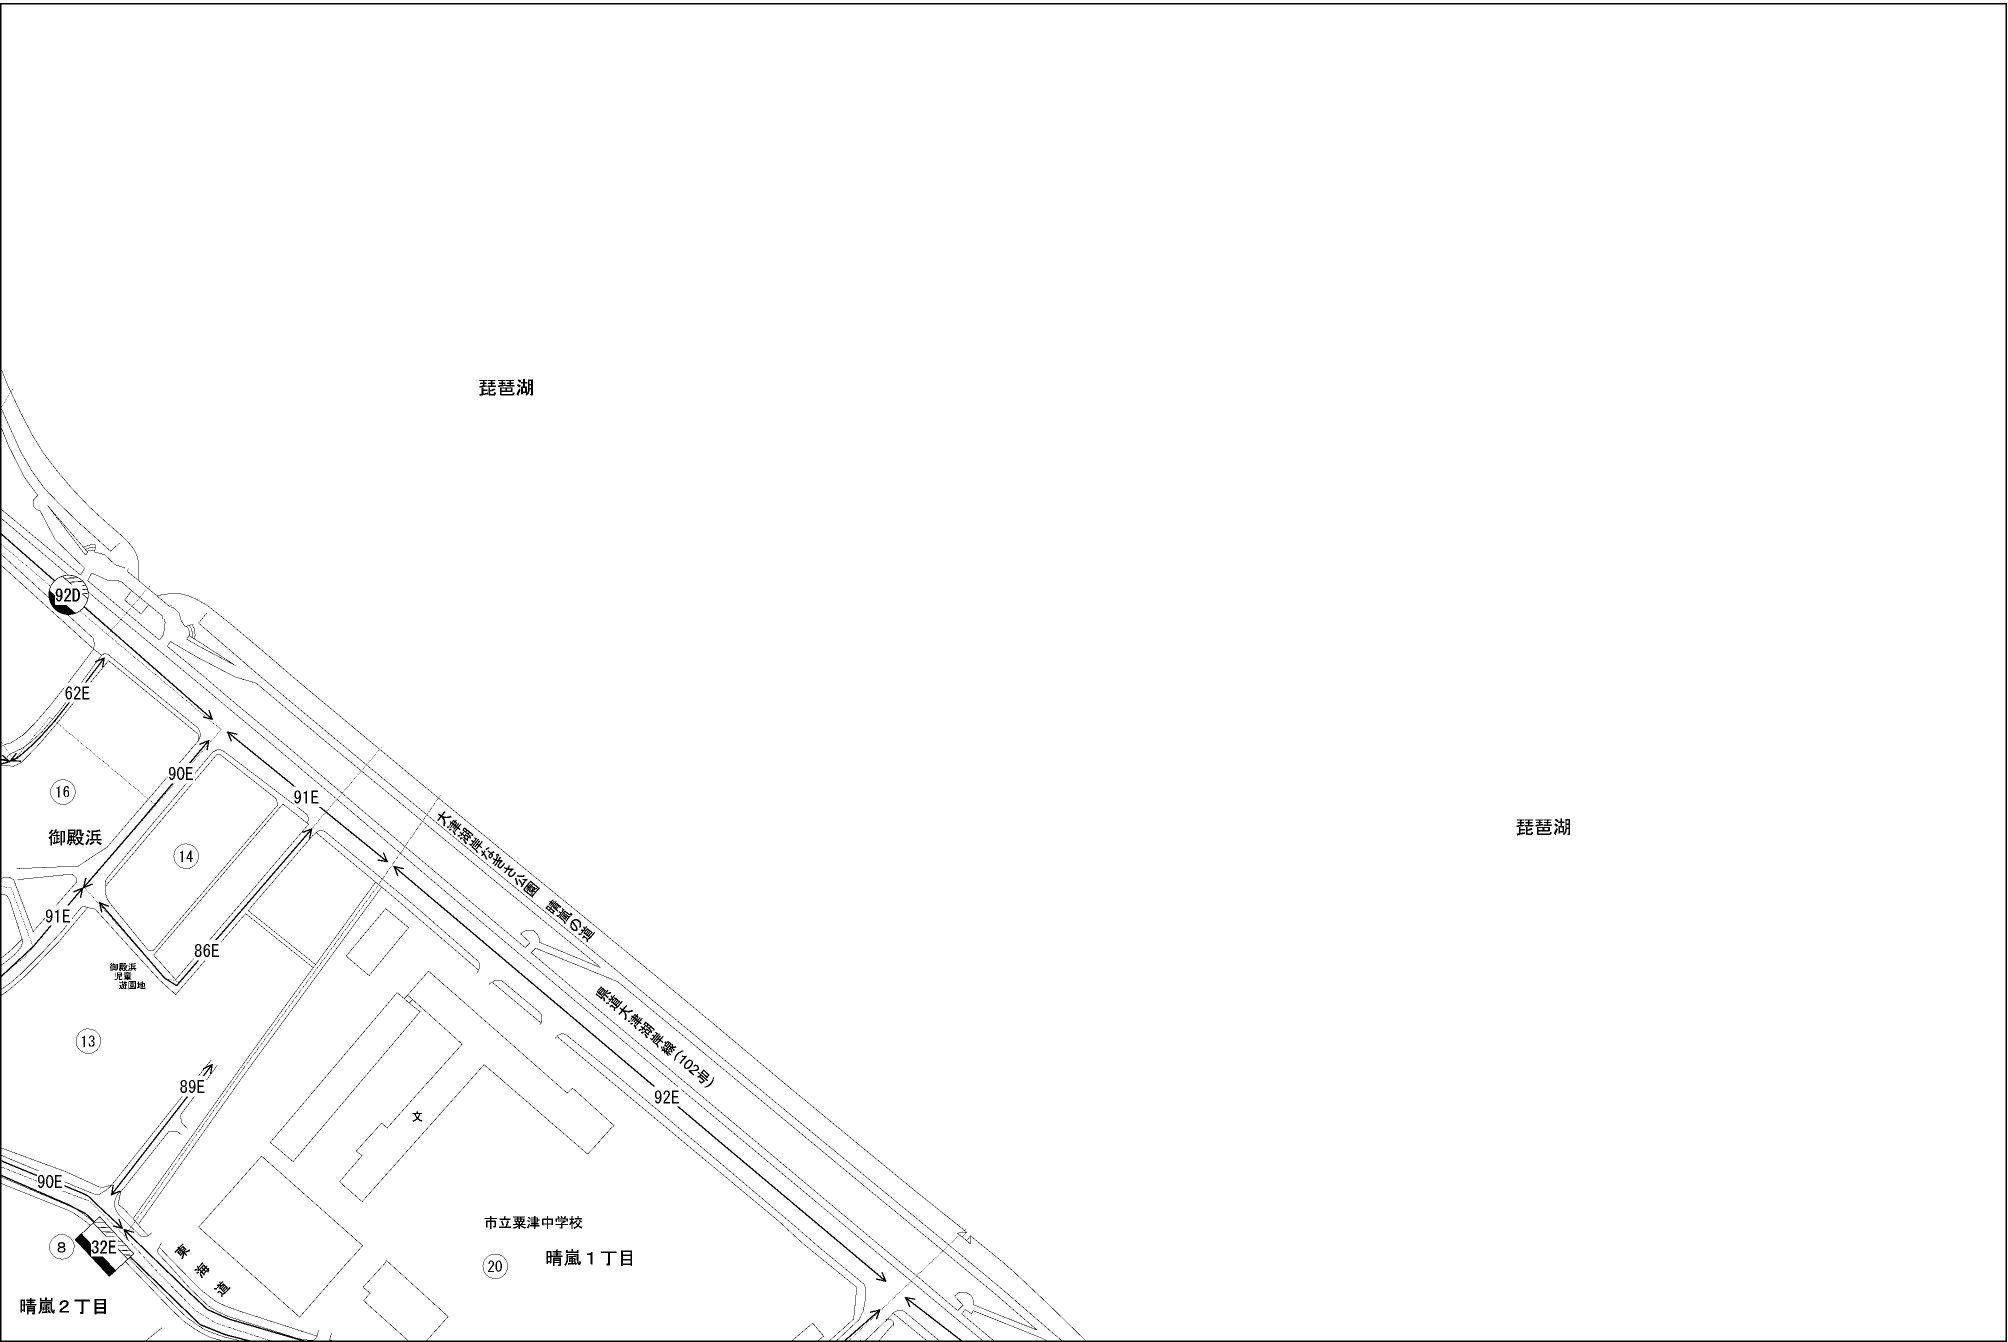 琵琶湖
92D
62E
90E
16
91E
琵琶湖
御殿浜
14
大津湖岸なぎさ公園 晴嵐の道
91E
86E
御殿浜
児童
遊園地
県道大津湖岸線(102号)
13
89E
92E
文
90E
市立粟津中学校
8
32E
東海道
20
晴嵐1丁目
晴嵐2丁目